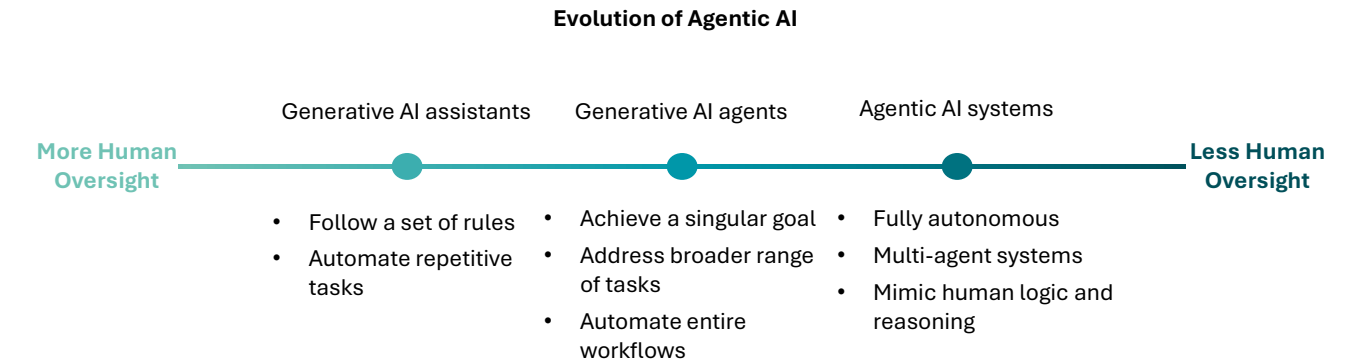 Evolution of Agentic AI
Generative AI assistants
Generative AI agents
Agentic AI systems
More Human
Oversight
Less Human
Oversight
• Follow a set of rules
• Automate repetitive
tasks
• Achieve a singular goal
• Address broader range
of tasks
• Automate entire
workflows
• Fully autonomous
• Multi-agent systems
• Mimic human logic and
reasoning